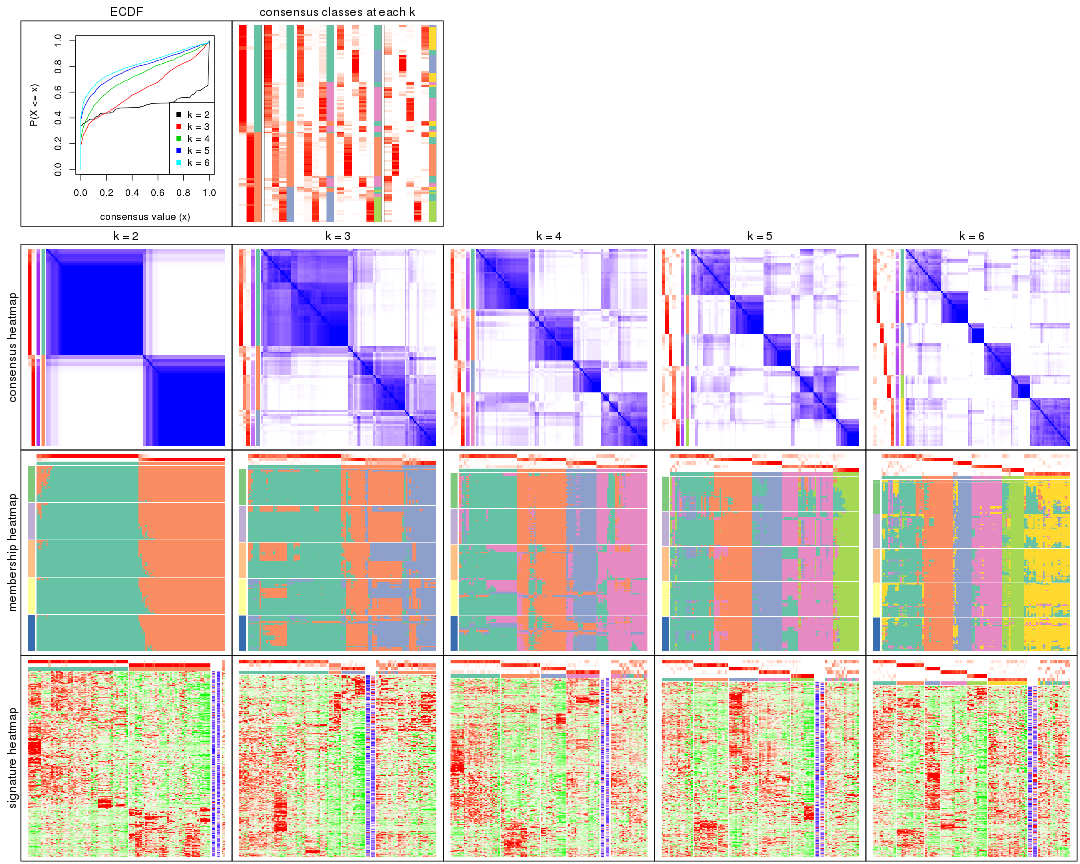 ECDF
consensus classes at each k
P(X <= x)
0.0
0.2
0.4
0.6
0.8
1.0
k = 2
k = 3
k = 4
k = 5
k = 6
0.0 0.2 0.4 0.6 0.8 1.0
consensus value (x)
k = 2
k = 3
k = 4
k = 5
k = 6
consensus heatmap
membership heatmap
signature heatmap